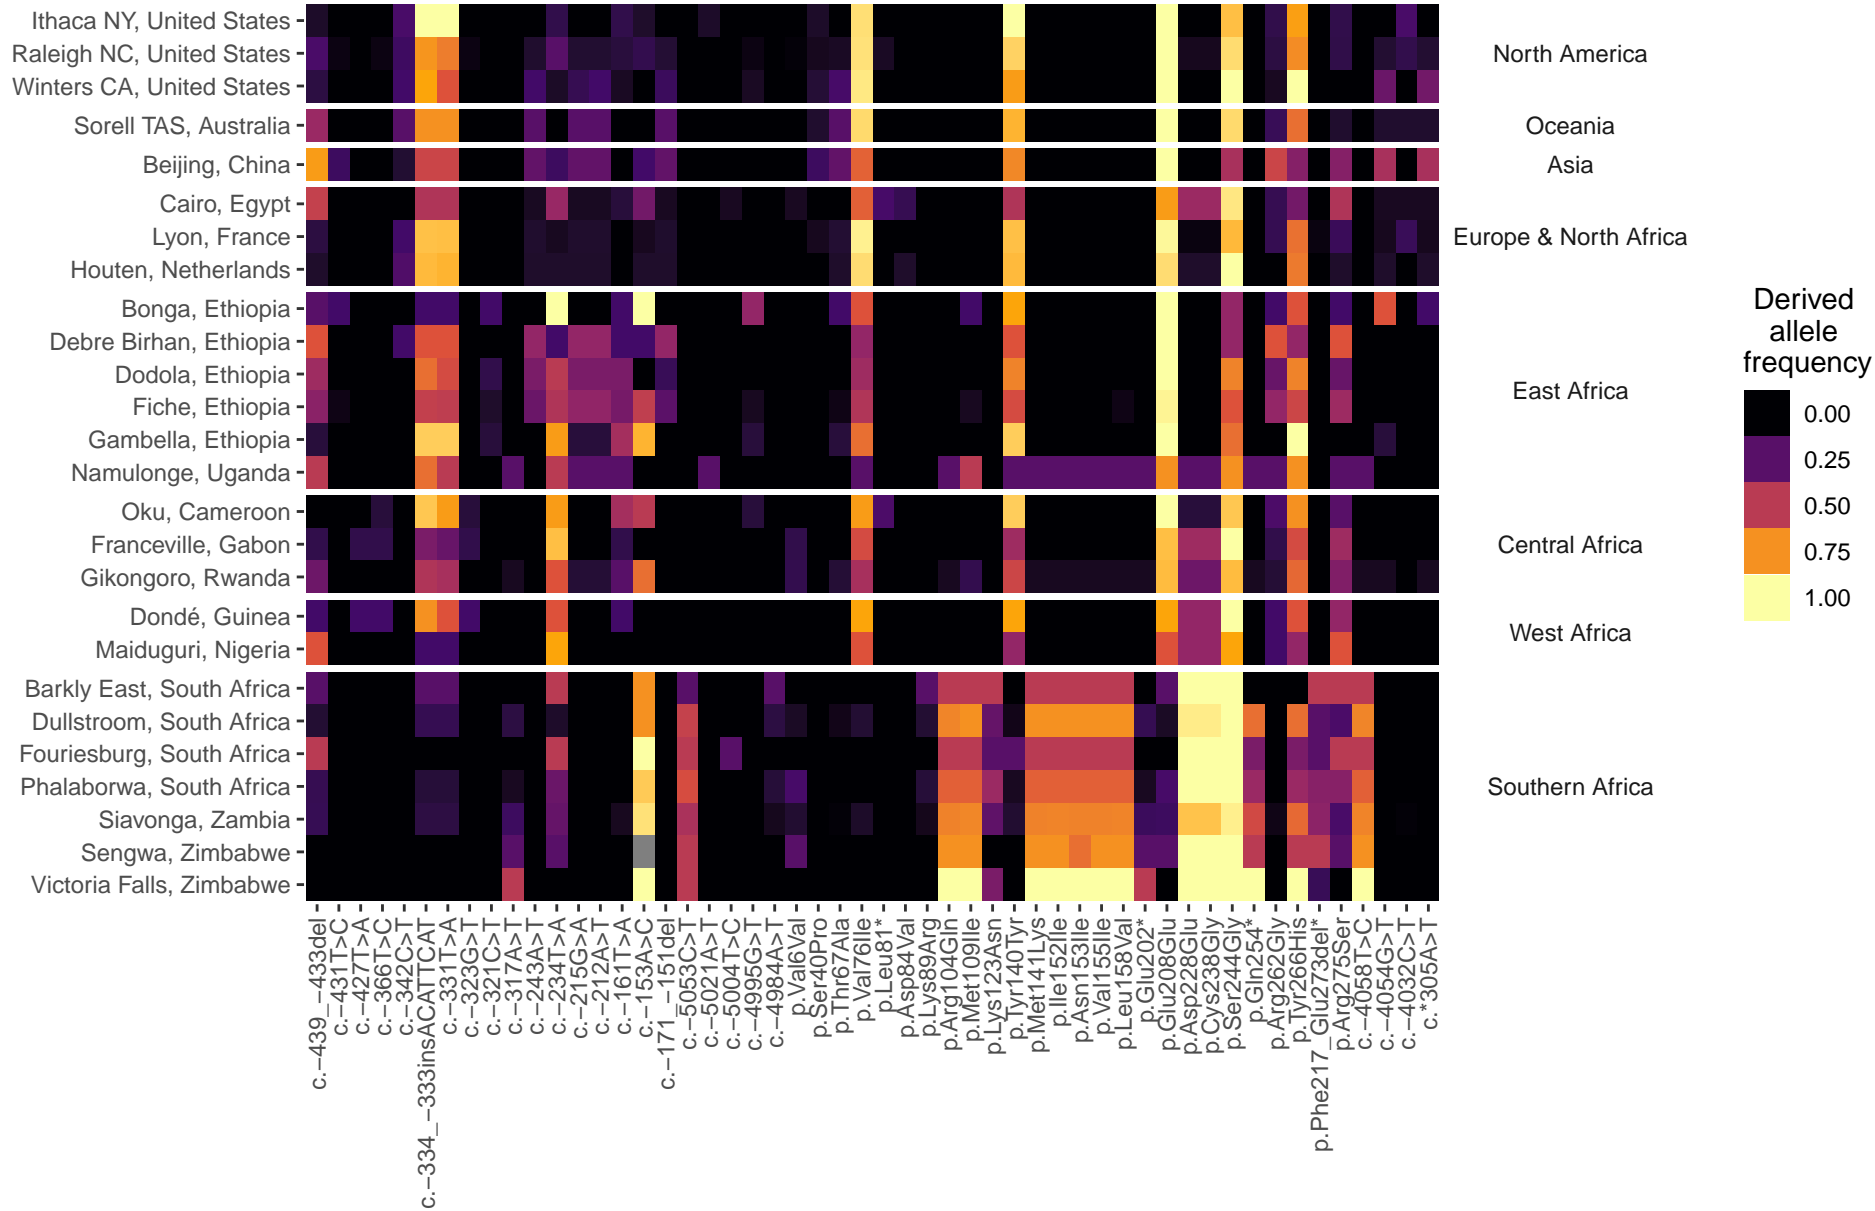 Ithaca NY, United States
Raleigh NC, United States
Winters CA, United States
Sorell TAS, Australia
Beijing, China
Cairo, Egypt
Lyon, France
Houten, Netherlands
Bonga, Ethiopia
Debre Birhan, Ethiopia
Dodola, Ethiopia
Fiche, Ethiopia
Gambella, Ethiopia
Namulonge, Uganda
Oku, Cameroon
Franceville, Gabon
Gikongoro, Rwanda
Dondé, Guinea
Maiduguri, Nigeria
Barkly East, South Africa
Dullstroom, South Africa
Fouriesburg, South Africa
Phalaborwa, South Africa
Siavonga, Zambia
Sengwa, Zimbabwe
Victoria Falls, Zimbabwe
North America
Oceania
Asia
Europe & North Africa
East Africa
Central Africa
West Africa
Southern Africa
Derived
allele
frequency
0.00
0.25
0.50
0.75
1.00
c.−439_−433del
c.−431T>C
c.−427T>A
c.−366T>C
c.−342C>T
c.−334_−333insACATTCAT
c.−331T>A
c.−323G>T
c.−321C>T
c.−317A>T
c.−243A>T
c.−234T>A
c.−215G>A
c.−212A>T
c.−161T>A
c.−153A>C
c.−171_−151del
c.−5053C>T
c.−5021A>T
c.−5004T>C
c.−4995G>T
c.−4984A>T
p.Val6Val
p.Ser40Pro
p.Thr67Ala
p.Val76Ile
p.Leu81*
p.Asp84Val
p.Lys89Arg
p.Arg104Gln
p.Met109Ile
p.Lys123Asn
p.Tyr140Tyr
p.Met141Lys
p.Ile152Ile
p.Asn153Ile
p.Val155Ile
p.Leu158Val
p.Glu202*
p.Glu208Glu
p.Asp228Glu
p.Cys238Gly
p.Ser244Gly
p.Gln254*
p.Arg262Gly
p.Tyr266His
p.Phe217_Glu273del*
p.Arg275Ser
c.−4058T>C
c.−4054G>T
c.−4032C>T
c.*305A>T